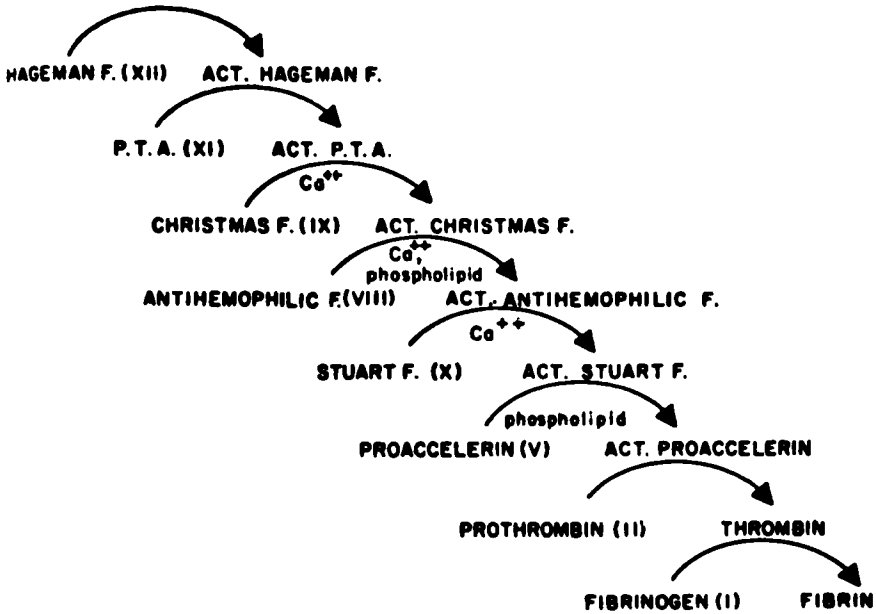 HAGEMAN F. (XII) ACT. HAGEMAN F.
P.T.A. (XI) ACT. P.T.A.
Ca++
CHRISTMAS F. (IX) ACT. CHRISTMAS F.
Ca++,
phospholipid
ANTIHEMOPHILIC F.(VIII) ACT. ANTIHEMOPHILIC F.
Ca++
STUART F. (X) ACT. STUART F.
phospholipid
PROACCELERIN (V) ACT. PROACCELERIN
PROTHROMBIN (II) THROMBIN
FIBRINOGEN (I) FIBRIN